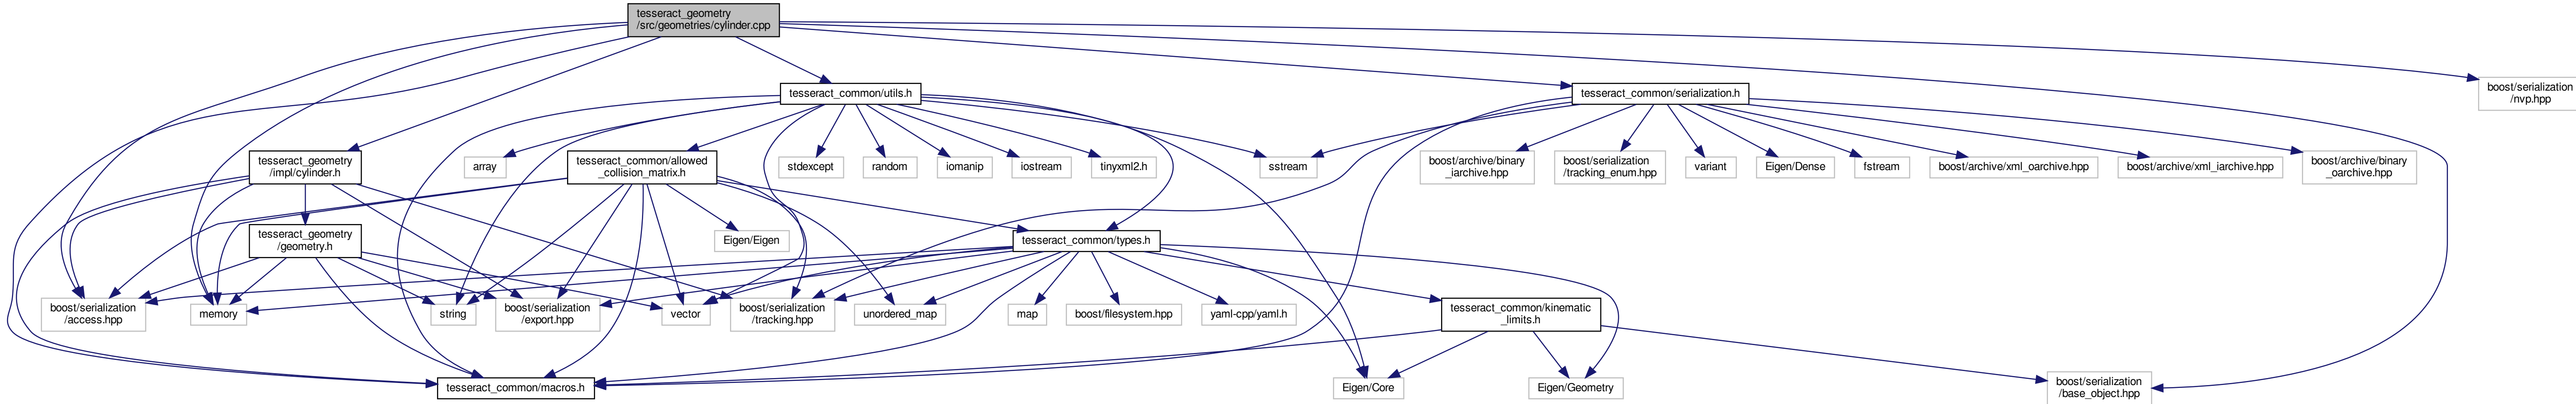 tesseract_geometry
/src/geometries/cylinder.cpp
tesseract_common/utils.h
tesseract_common/serialization.h
boost/serialization
/nvp.hpp
tesseract_geometry
/impl/cylinder.h
array
tesseract_common/allowed
_collision_matrix.h
stdexcept
random
iomanip
iostream
tinyxml2.h
sstream
boost/archive/binary
_iarchive.hpp
boost/serialization
/tracking_enum.hpp
variant
Eigen/Dense
fstream
boost/archive/xml_oarchive.hpp
boost/archive/xml_iarchive.hpp
boost/archive/binary
_oarchive.hpp
tesseract_geometry
/geometry.h
Eigen/Eigen
tesseract_common/types.h
boost/serialization
/access.hpp
memory
string
boost/serialization
/export.hpp
vector
boost/serialization
/tracking.hpp
unordered_map
map
boost/filesystem.hpp
yaml-cpp/yaml.h
tesseract_common/kinematic
_limits.h
tesseract_common/macros.h
Eigen/Core
Eigen/Geometry
boost/serialization
/base_object.hpp